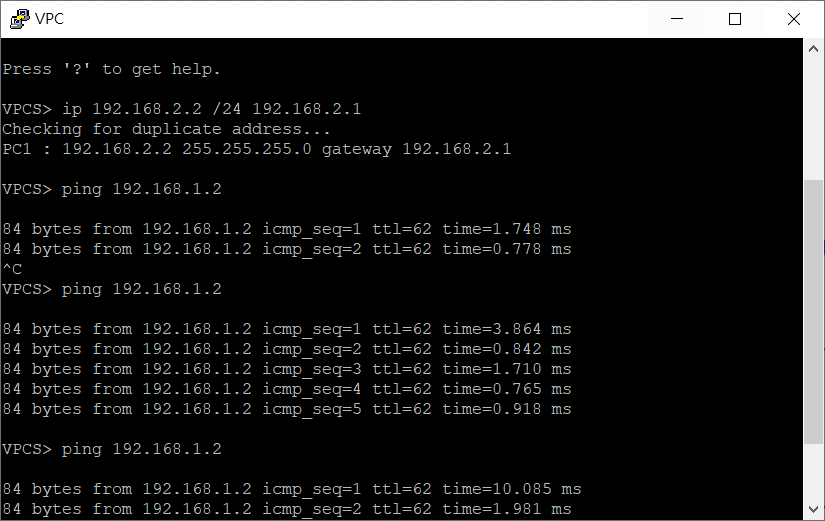 VPC
Press '?' to get help.
VPCS> ip 192.168.2.2 /24 192.168.2.1
Checking for duplicate address...
PC1 : 192.168.2.2 255.255.255.0 gateway 192.168.2.1
VPCS> ping 192.168.1.2
84 bytes from 192.168.1.2 icmp_seq=1 ttl=62 time=1.748 ms
84 bytes from 192.168.1.2 icmp_seq=2 ttl=62 time=0.778 ms
^C
VPCS> ping 192.168.1.2
84 bytes from 192.168.1.2 icmp_seq=1 ttl=62 time=3.864 ms
84 bytes from 192.168.1.2 icmp_seq=2 ttl=62 time=0.842 ms
84 bytes from 192.168.1.2 icmp_seq=3 ttl=62 time=1.710 ms
84 bytes from 192.168.1.2 icmp_seq=4 ttl=62 time=0.765 ms
84 bytes from 192.168.1.2 icmp_seq=5 ttl=62 time=0.918 ms
VPCS> ping 192.168.1.2
84 bytes from 192.168.1.2 icmp_seq=1 ttl=62 time=10.085 ms
84 bytes from 192.168.1.2 icmp_seq=2 ttl=62 time=1.981 ms